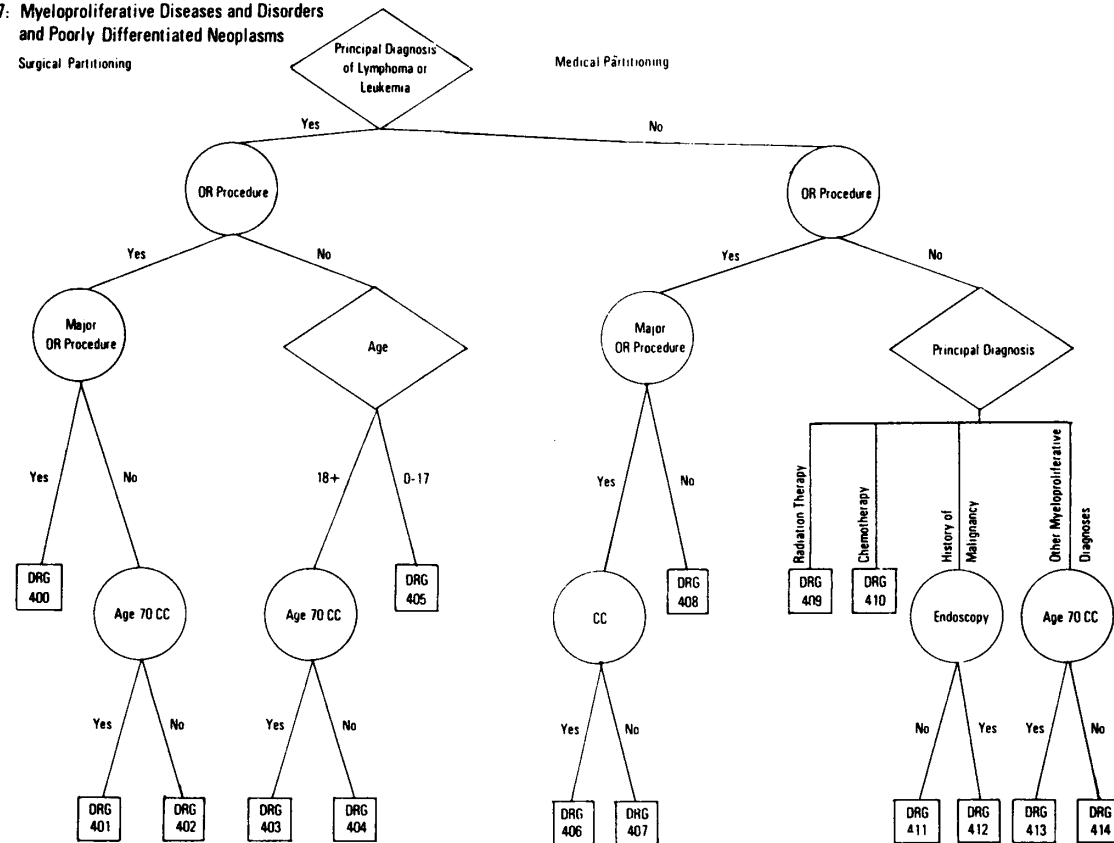 7: Myeloproliferative Diseases and Disorders
and Poorly Differentiated Neoplasms
Surgical Partitioning
Medical Partitioning
Principal Diagnosis
of Lymphoma or
Leukemia
Yes
No
OR Procedure
OR Procedure
Yes
No
Yes
No
Major
OR Procedure
Age
Major
OR Procedure
Principal Diagnosis
Yes
No
18+
0-17
Yes
No
Radiation Therapy
Chemotherapy
History of
Malignancy
Other Myeloproliferative
Diagnoses
DRG
400
Age 70 CC
Age 70 CC
DRG
405
CC
DRG
408
DRG
409
DRG
410
Endoscopy
Age 70 CC
Yes
No
Yes
No
Yes
No
No
Yes
Yes
No
DRG
401
DRG
402
DRG
403
DRG
404
DRG
406
DRG
407
DRG
411
DRG
412
DRG
413
DRG
414